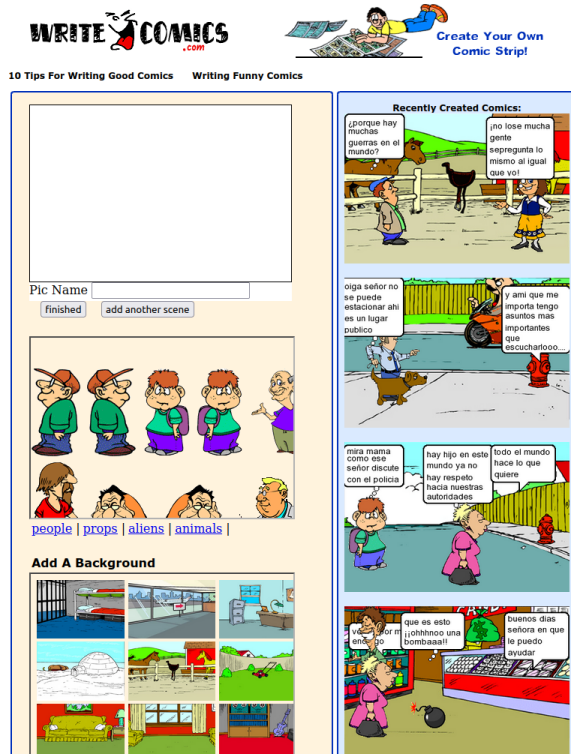 WRITE COMICS
.com
Create Your Own
Comic Strip!
10 Tips For Writing Good Comics
Writing Funny Comics
Pic Name
finished
add another scene
people | props | aliens | animals |
Add A Background
Recently Created Comics:
¿porque hay
muchas
guerras en el
mundo?
¡no lose mucha
gente
sepregunta lo
mismo al igual
que yo!
oiga señor no
se puede
estacionar ahi
es un lugar
publico
y ami que me
importa tengo
asuntos mas
importantes
que
escucharlooo...
mira mama
como ese
señor discute
con el policia
hay hijo en este
mundo ya no
hay respeto
hacia nuestras
autoridades
todo el mundo
hace lo que
quiere
que es esto
¡¡ohhhnoo una
bombaaa!!
buenos dias
señora en que
le puedo
ayudar